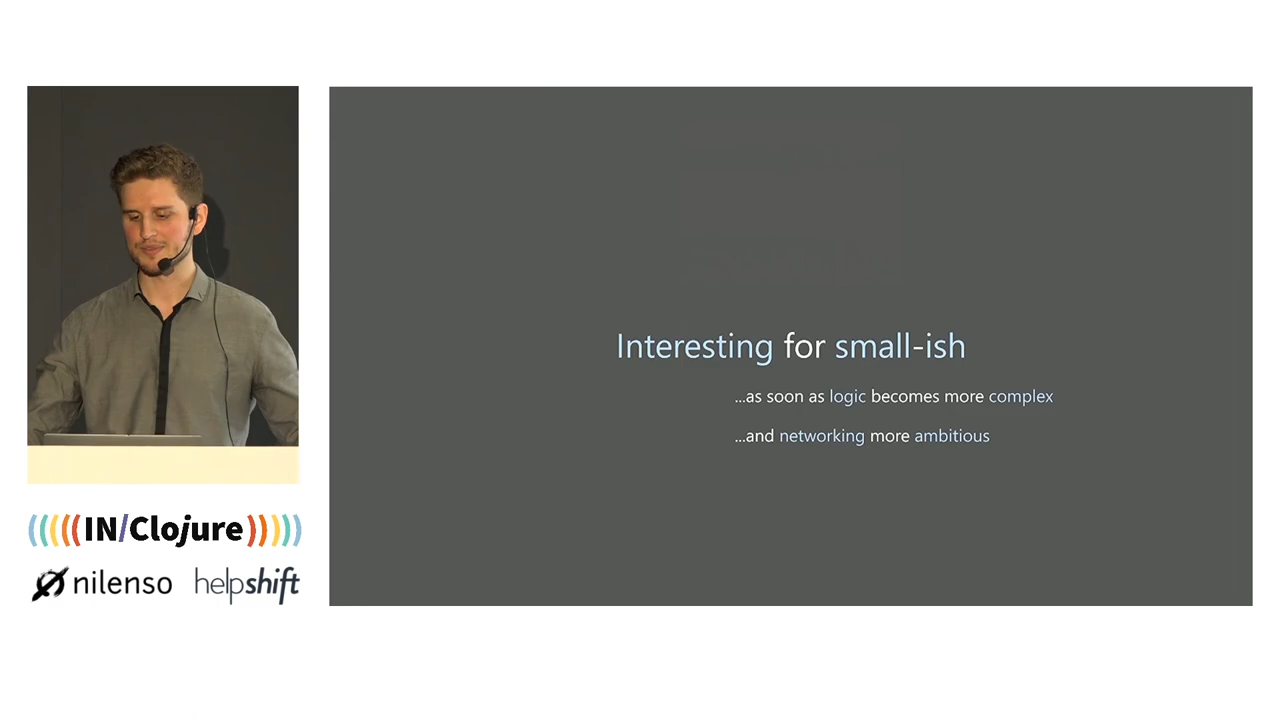 Interesting for small-ish
...as soon as logic becomes more complex
...and networking more ambitious
(((((IN/Clojure)))))
nilenso helpshift